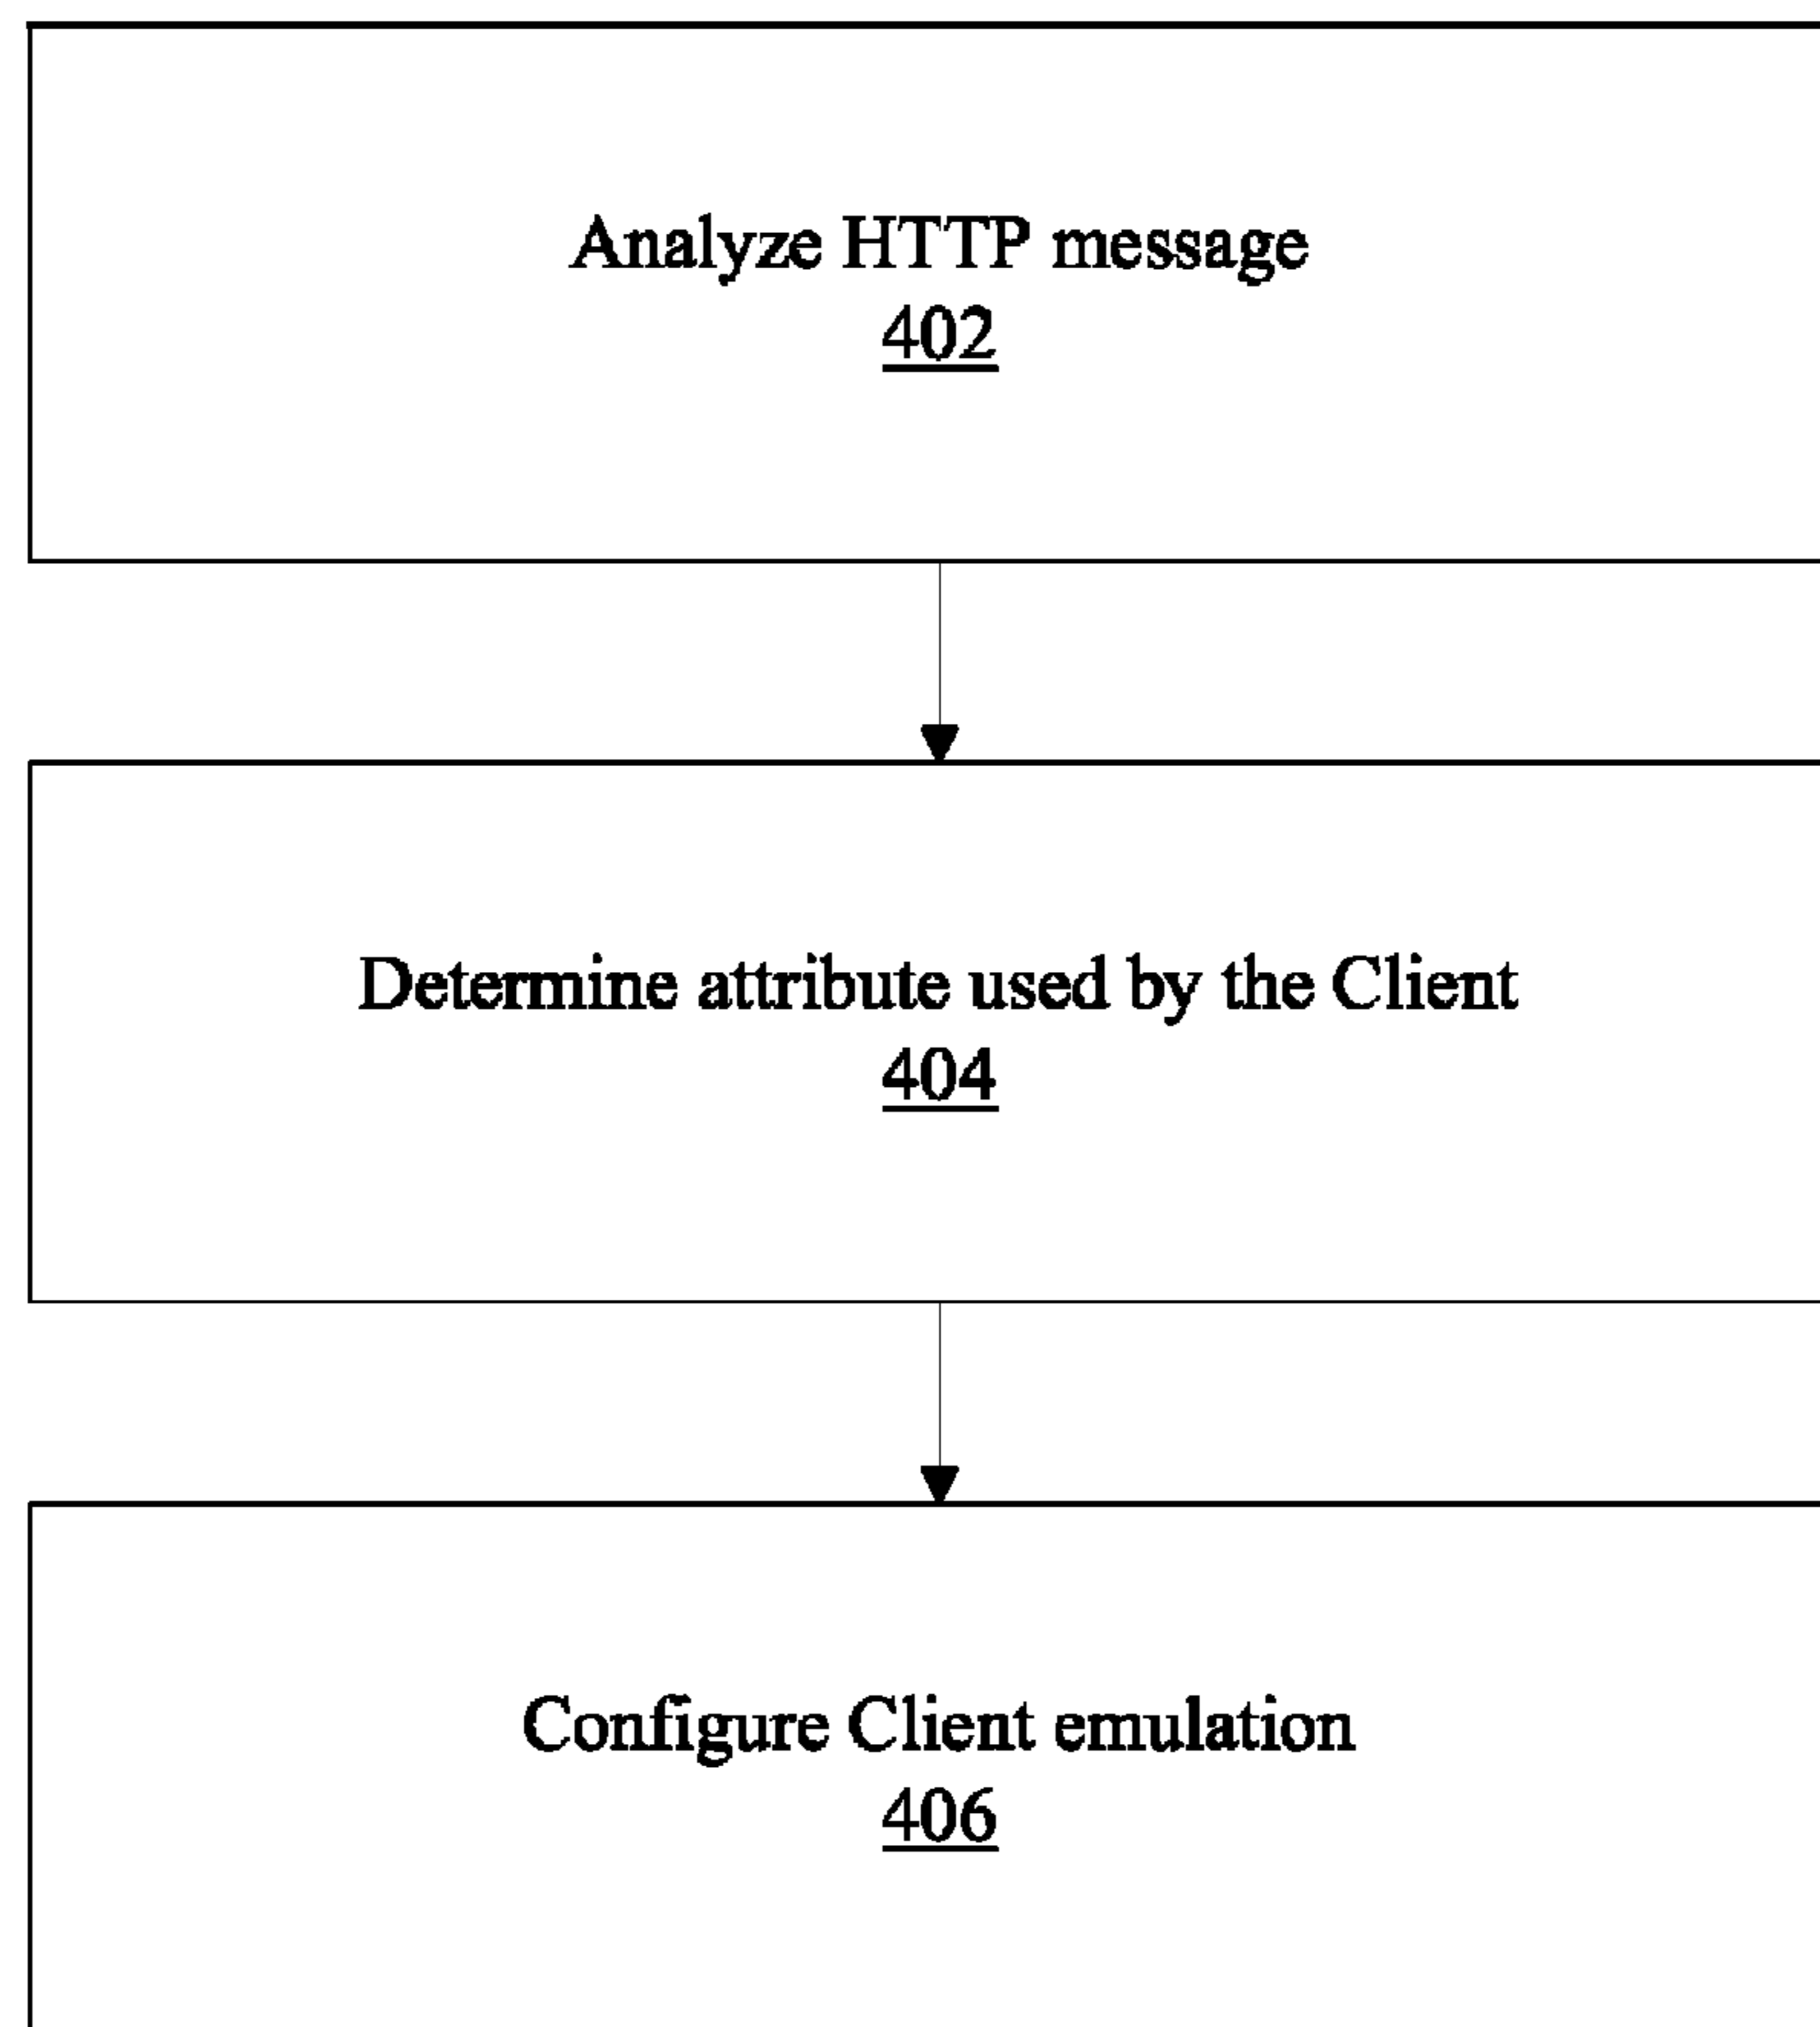 Analyze HTTP message
402
Determine attribute used by the Client
404
Configure Client emulation
406